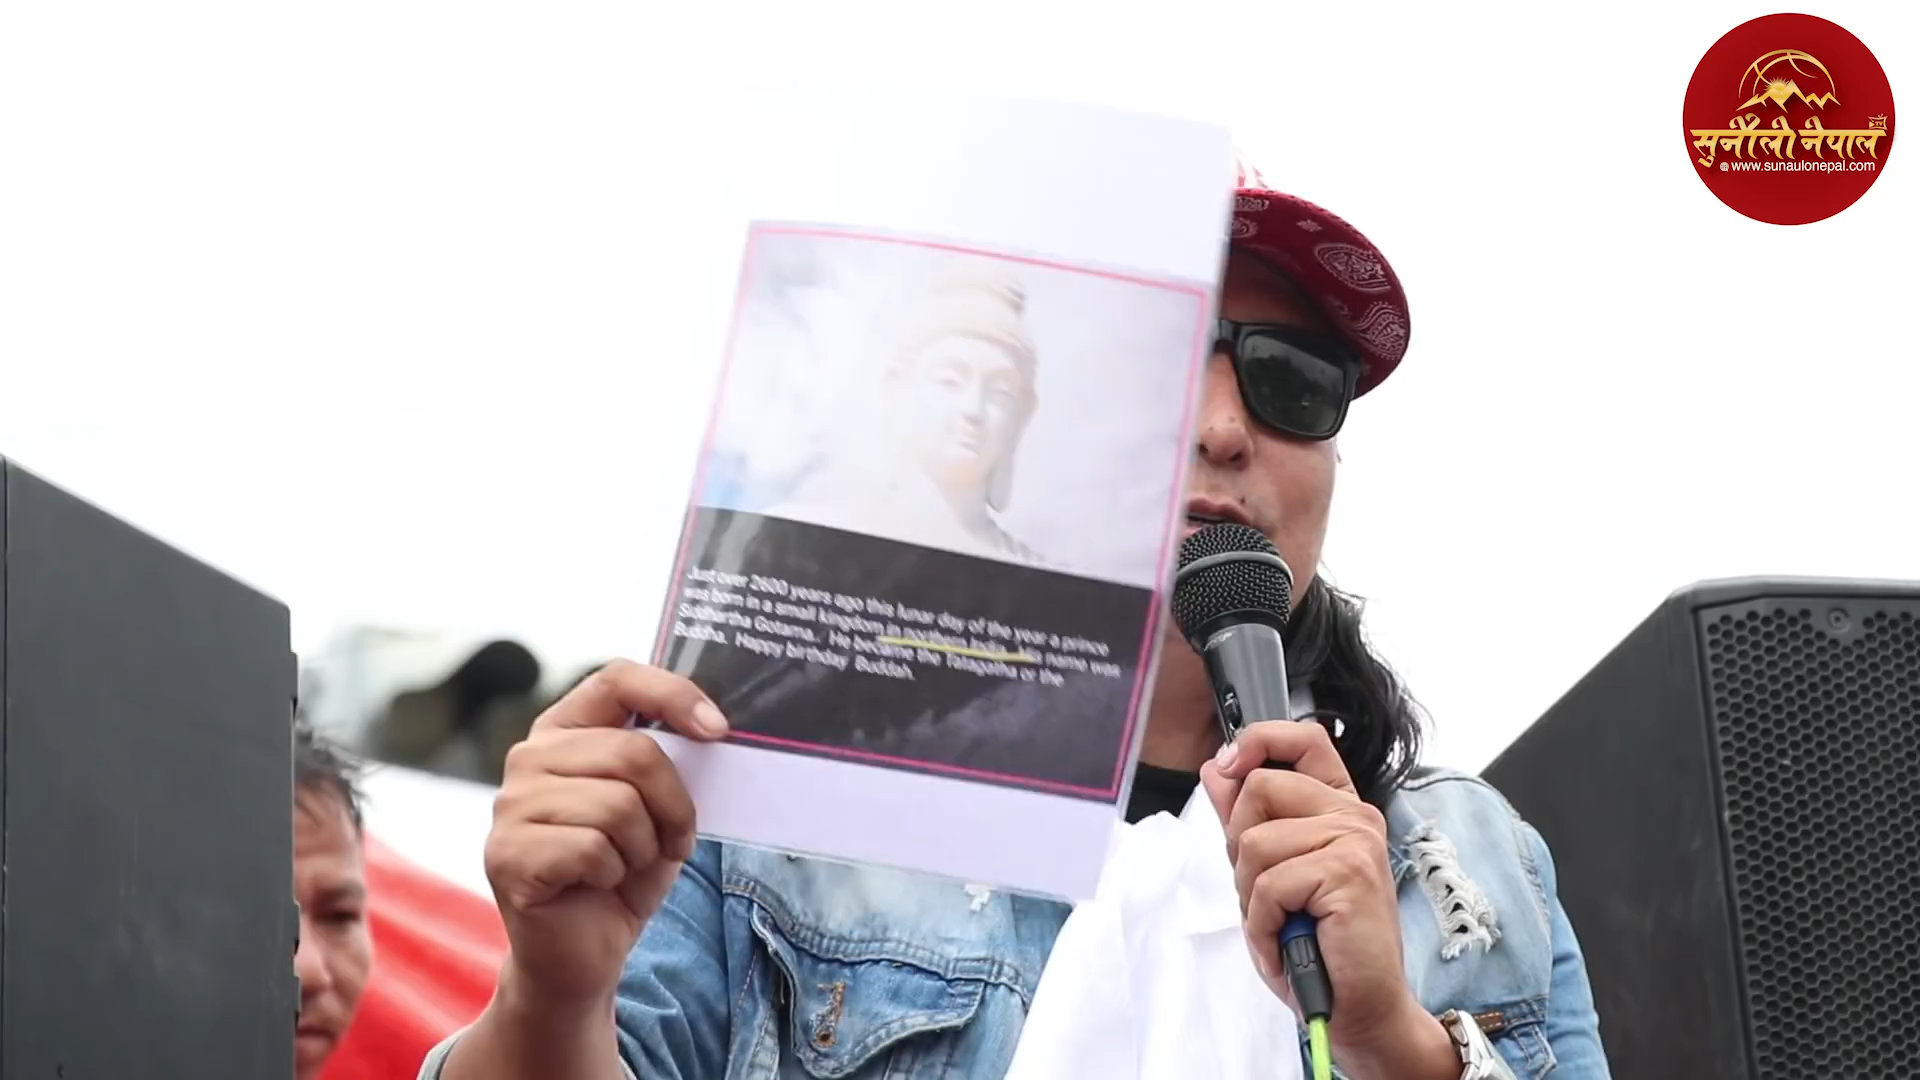 सुनौलो नेपाल
www.sunaulonepal.com
Just over 2600 years ago this lunar day of the year a prince
was born in a small kingdom in northern India. His name was
Siddhartha Gotama. He became the Tatagatha or the
Buddha. Happy birthday Buddah.